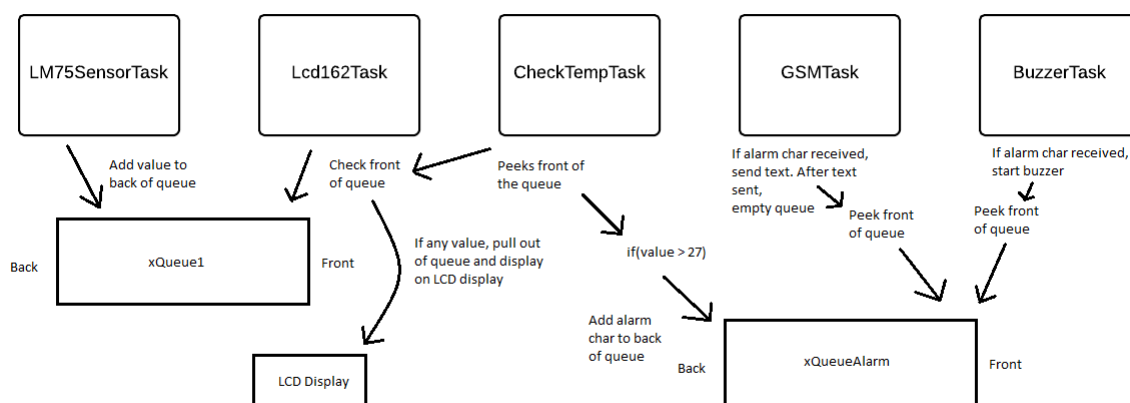 LM75SensorTask
Lcd162Task
CheckTempTask
GSMTask
BuzzerTask
Add value to
back of queue
Check front
of queue
Peeks front of
the queue
If alarm char received,
send text. After text
sent,
empty queue
If alarm char received,
start buzzer
Peek front
of queue
Peek front
of queue
Back
xQueue1
Front
If any value, pull out
of queue and display
on LCD display
if(value > 27)
Add alarm
char to back
of queue
Back
xQueueAlarm
Front
LCD Display